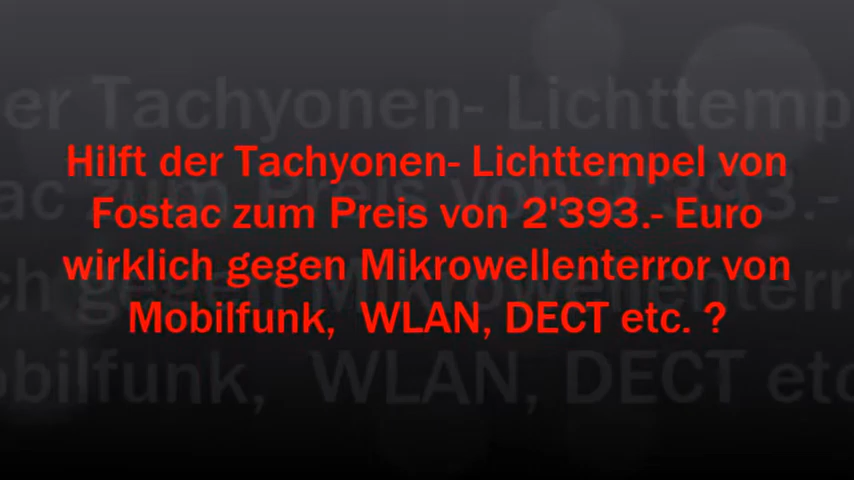 Hilft der Tachyonen- Lichttempel von
Fostac zum Preis von 2'393.- Euro
wirklich gegen Mikrowellenterror von
Mobilfunk,  WLAN, DECT etc. ?